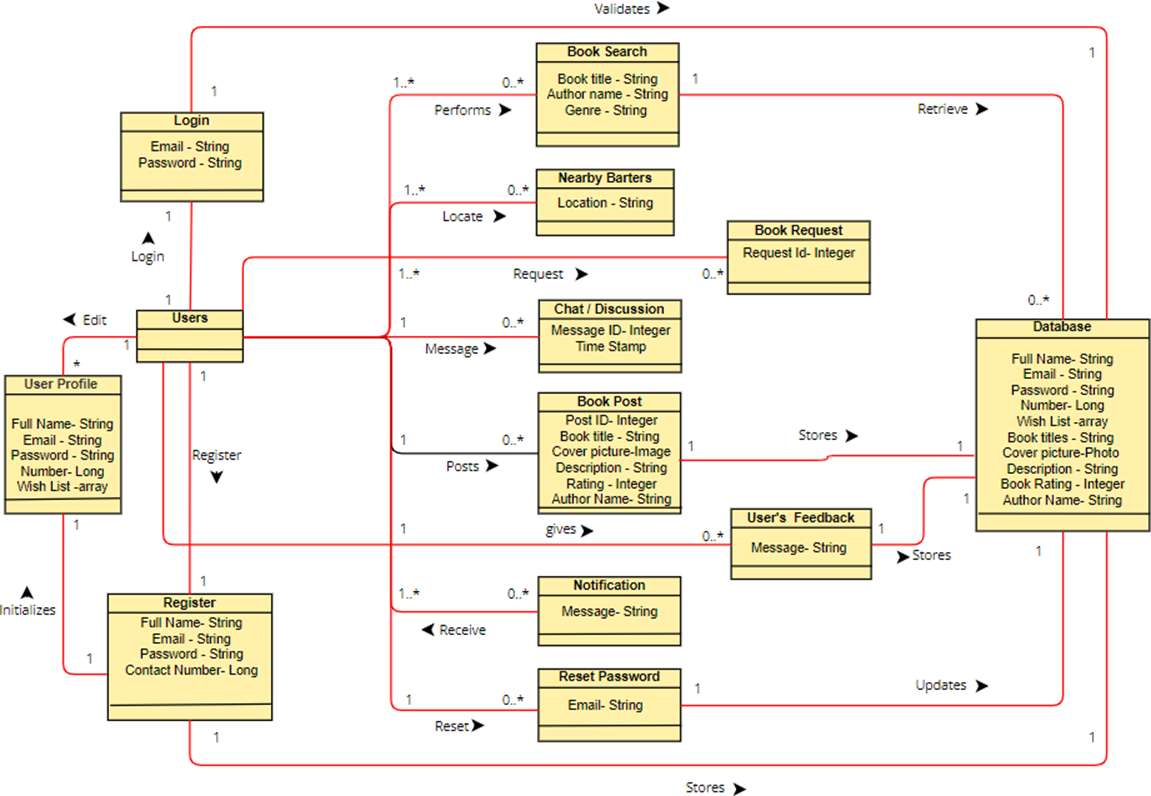 Validates
1
1
Book Search
Book title - String
Author name - String
Genre - String
1..*
0..*
Performs
1
Retrieve
Login
Email - String
Password - String
1
Login
1
Nearby Barters
Location - String
1..*
0..*
Locate
Book Request
Request Id- Integer
1..*
Request
0..*
Users
Edit
1
*
1
Chat / Discussion
Message ID- Integer
Time Stamp
1
0..*
Message
0..*
Database
Full Name- String
Email - String
Password - String
Number- Long
Wish List -array
Book titles - String
Cover picture-Photo
Description - String
Book Rating - Integer
Author Name- String
User Profile
Full Name- String
Email - String
Password - String
Number- Long
Wish List -array
Book Post
Post ID- Integer
Book title - String
Cover picture-Image
Description - String
Rating - Integer
Author Name- String
1
0..*
Posts
1
Stores
1
Register
1
gives
0..*
User's Feedback
Message- String
1
Stores
1
1
Initializes
1
1
Register
Full Name- String
Email - String
Password - String
Contact Number- Long
Notification
Message- String
1..*
0..*
Receive
Reset Password
Email- String
1
0..*
Reset
1
Updates
1
1
1
Stores